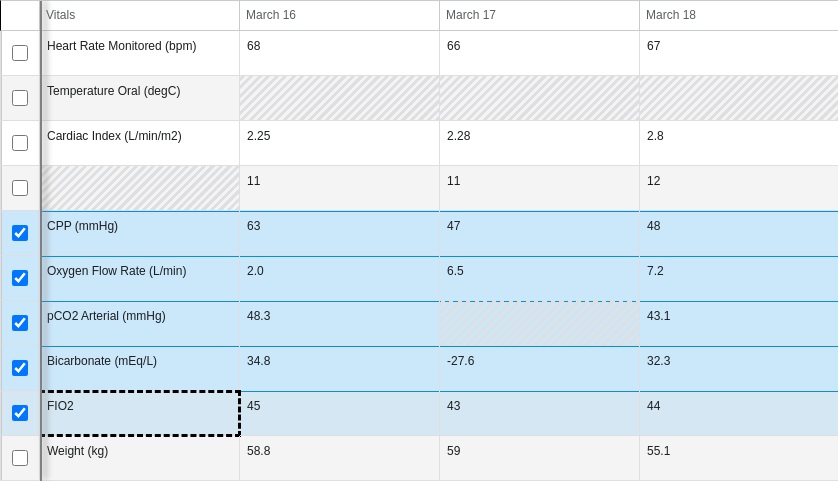 Vitals March 16 March 17 March 18
Heart Rate Monitored (bpm) 68 66 67
Temperature Oral (degC)
Cardiac Index (L/min/m2) 2.25 2.28 2.8
11 11 12
CPP (mmHg) 63 47 48
Oxygen Flow Rate (L/min) 2.0 6.5 7.2
pCO2 Arterial (mmHg) 48.3 43.1
Bicarbonate (mEq/L) 34.8 -27.6 32.3
FIO2 45 43 44
Weight (kg) 58.8 59 55.1